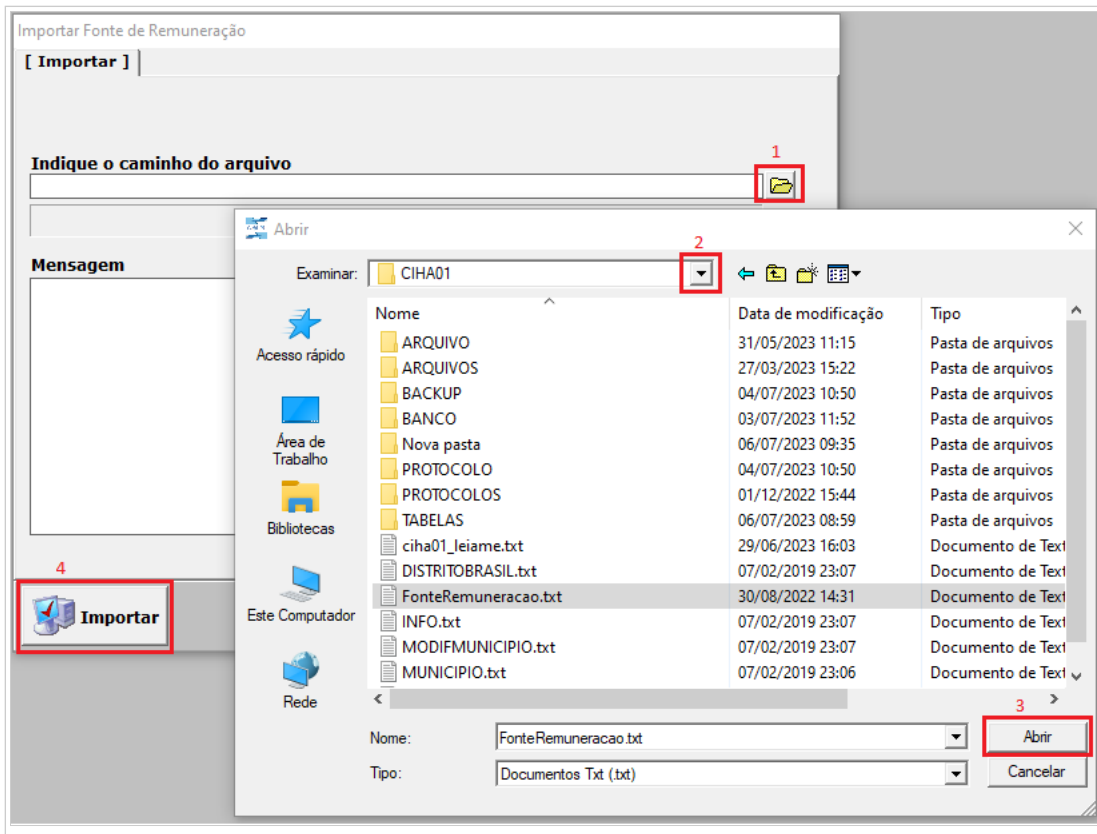 Importar Fonte de Remuneração
[ Importar ]
Indique o caminho do arquivo
1
Abrir
2
Mensagem
Examinar: CIHA01
Nome Data de modificação Tipo
Acesso rápido
Área de
Trabalho
Bibliotecas
Este Computador
Rede
ARQUIVO 31/05/2023 11:15 Pasta de arquivos
ARQUIVOS 27/03/2023 15:22 Pasta de arquivos
BACKUP 04/07/2023 10:50 Pasta de arquivos
BANCO 03/07/2023 11:52 Pasta de arquivos
Nova pasta 06/07/2023 09:35 Pasta de arquivos
PROTOCOLO 04/07/2023 10:50 Pasta de arquivos
PROTOCOLOS 01/12/2022 15:44 Pasta de arquivos
TABELAS 06/07/2023 08:59 Pasta de arquivos
ciha01_leiame.txt 29/06/2023 16:03 Documento de Text
DISTRITOBRASIL.txt 07/02/2019 23:07 Documento de Text
FonteRemuneracao.txt 30/08/2022 14:31 Documento de Text
INFO.txt 07/02/2019 23:07 Documento de Text
MODIFMUNICIPIO.txt 07/02/2019 23:07 Documento de Text
MUNICIPIO.txt 07/02/2019 23:06 Documento de Text
4
Importar
3
Nome: FonteRemuneracao.txt Abrir
Tipo: Documentos Txt (.txt) Cancelar